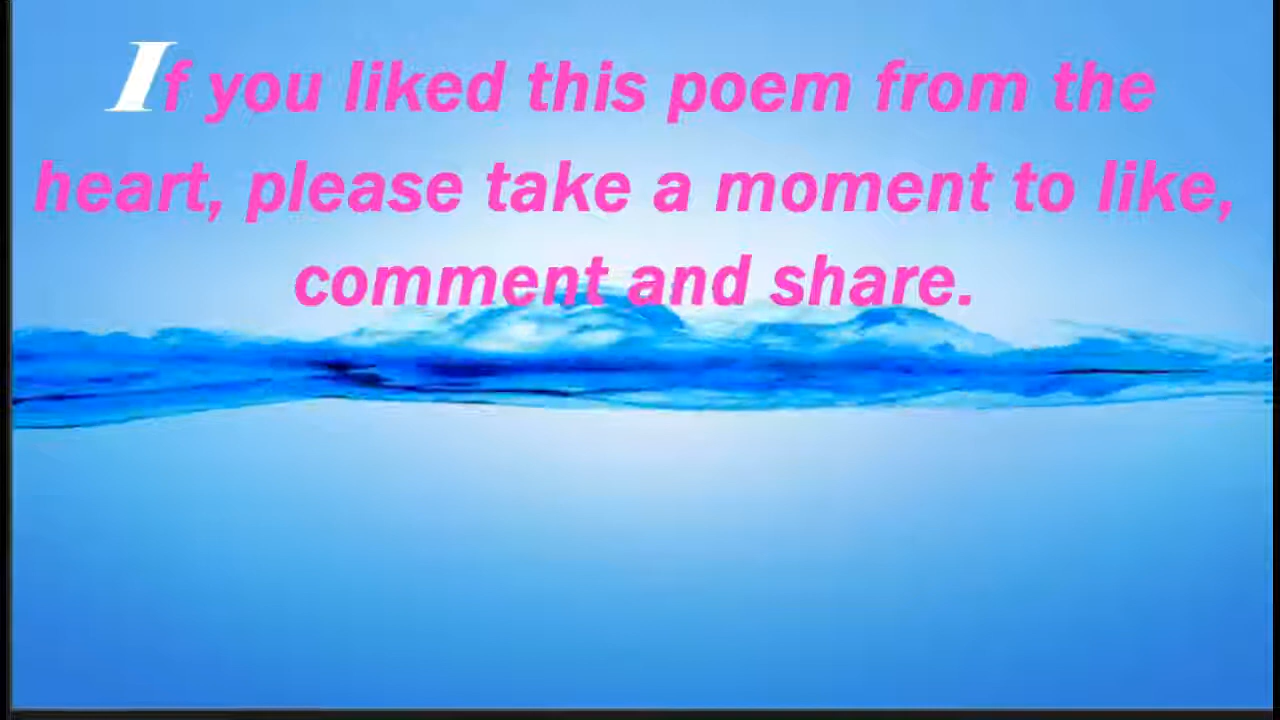 If you liked this poem from the
heart, please take a moment to like,
comment and share.